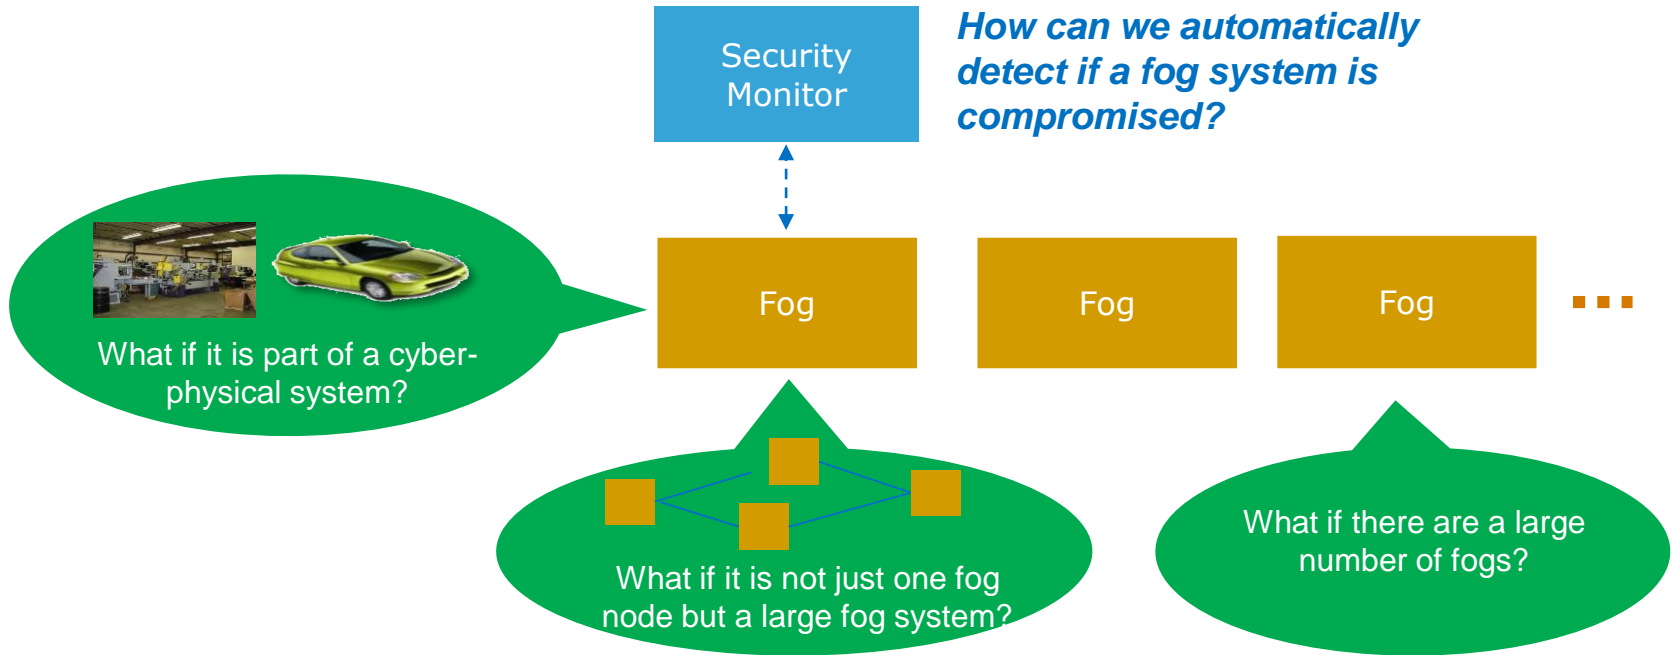 Security
Monitor
How can we automatically
detect if a fog system is
compromised?
What if it is part of a cyber-
physical system?
Fog
Fog
Fog
What if it is not just one fog
node but a large fog system?
What if there are a large
number of fogs?